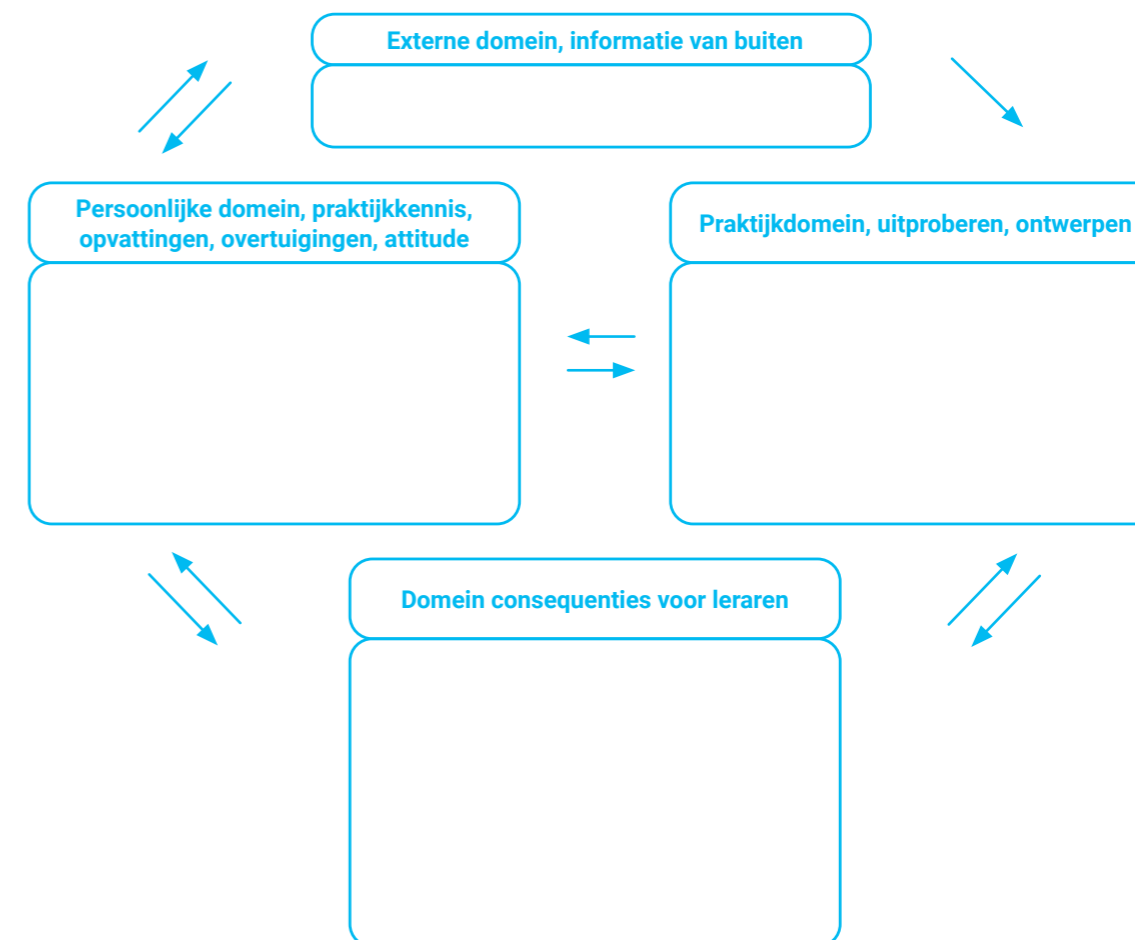 Externe domein, informatie van buiten
Persoonlijke domein, praktijkkennis,
opvattingen, overtuigingen, attitude
Praktijkdomein, uitproberen, ontwerpen
Domein consequenties voor leraren